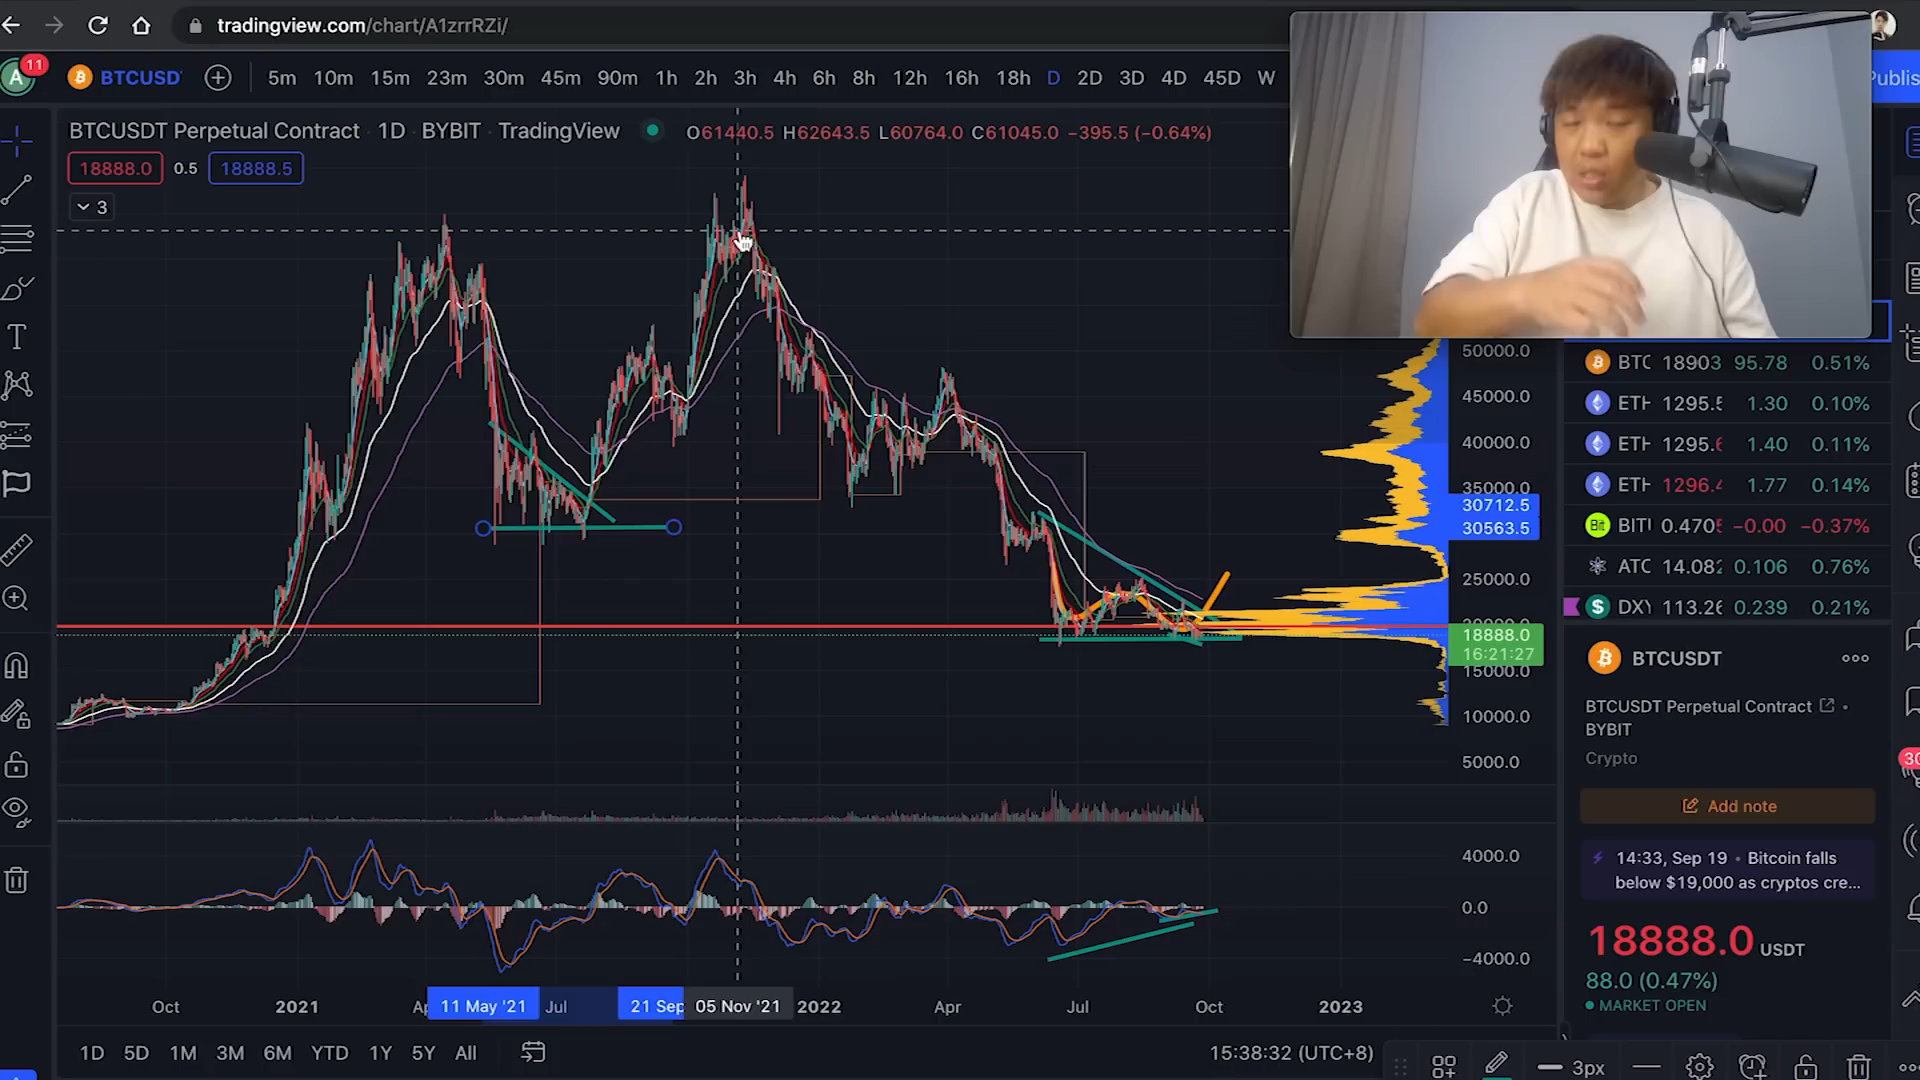 tradingview.com/chart/A1zrrRZi/
A 11 BTCUSD 5m 10m 15m 23m 30m 45m 90m 1h 2h 3h 4h 6h 8h 12h 16h 18h D 2D 3D 4D 45D W
BTCUSDT Perpetual Contract · 1D · BYBIT · TradingView O61440.5 H62643.5 L60764.0 C61045.0 −395.5 (−0.64%)
18888.0 0.5 18888.5
3
50000.0
45000.0
40000.0
35000.0
30712.5
30563.5
25000.0
18888.0
16:21:27
15000.0
10000.0
5000.0
4000.0
0.0
−4000.0
Oct 2021 11 May '21 Jul 21 Sep 05 Nov '21 2022 Apr Jul Oct 2023
1D 5D 1M 3M 6M YTD 1Y 5Y All
15:38:32 (UTC+8)
3px
BTC 18903 95.78 0.51%
ETH 1295.5 1.30 0.10%
ETH 1295.6 1.40 0.11%
ETH 1296.4 1.77 0.14%
Bit BIT 0.470 −0.00 −0.37%
ATO 14.082 0.106 0.76%
$ DXY 113.26 0.239 0.21%
BTCUSDT
BTCUSDT Perpetual Contract ·
BYBIT
Crypto
Add note
14:33, Sep 19 · Bitcoin falls
below $19,000 as cryptos cre...
18888.0 USDT
88.0 (0.47%)
MARKET OPEN